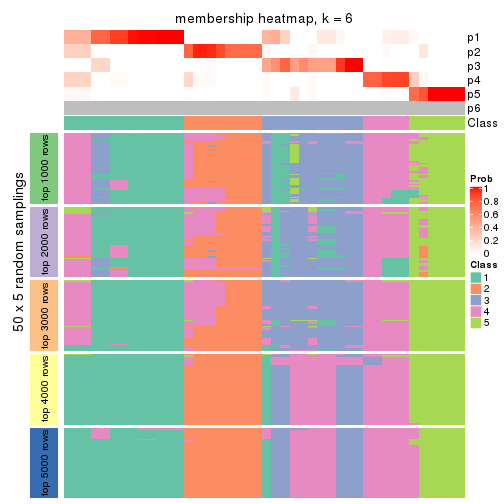 membership heatmap, k = 6
p1
p2
p3
p4
p5
p6
Class
50 x 5 random samplings
top 1000 rows
top 2000 rows
top 3000 rows
top 4000 rows
top 5000 rows
Prob
1
0.8
0.6
0.4
0.2
0
Class
1
2
3
4
5